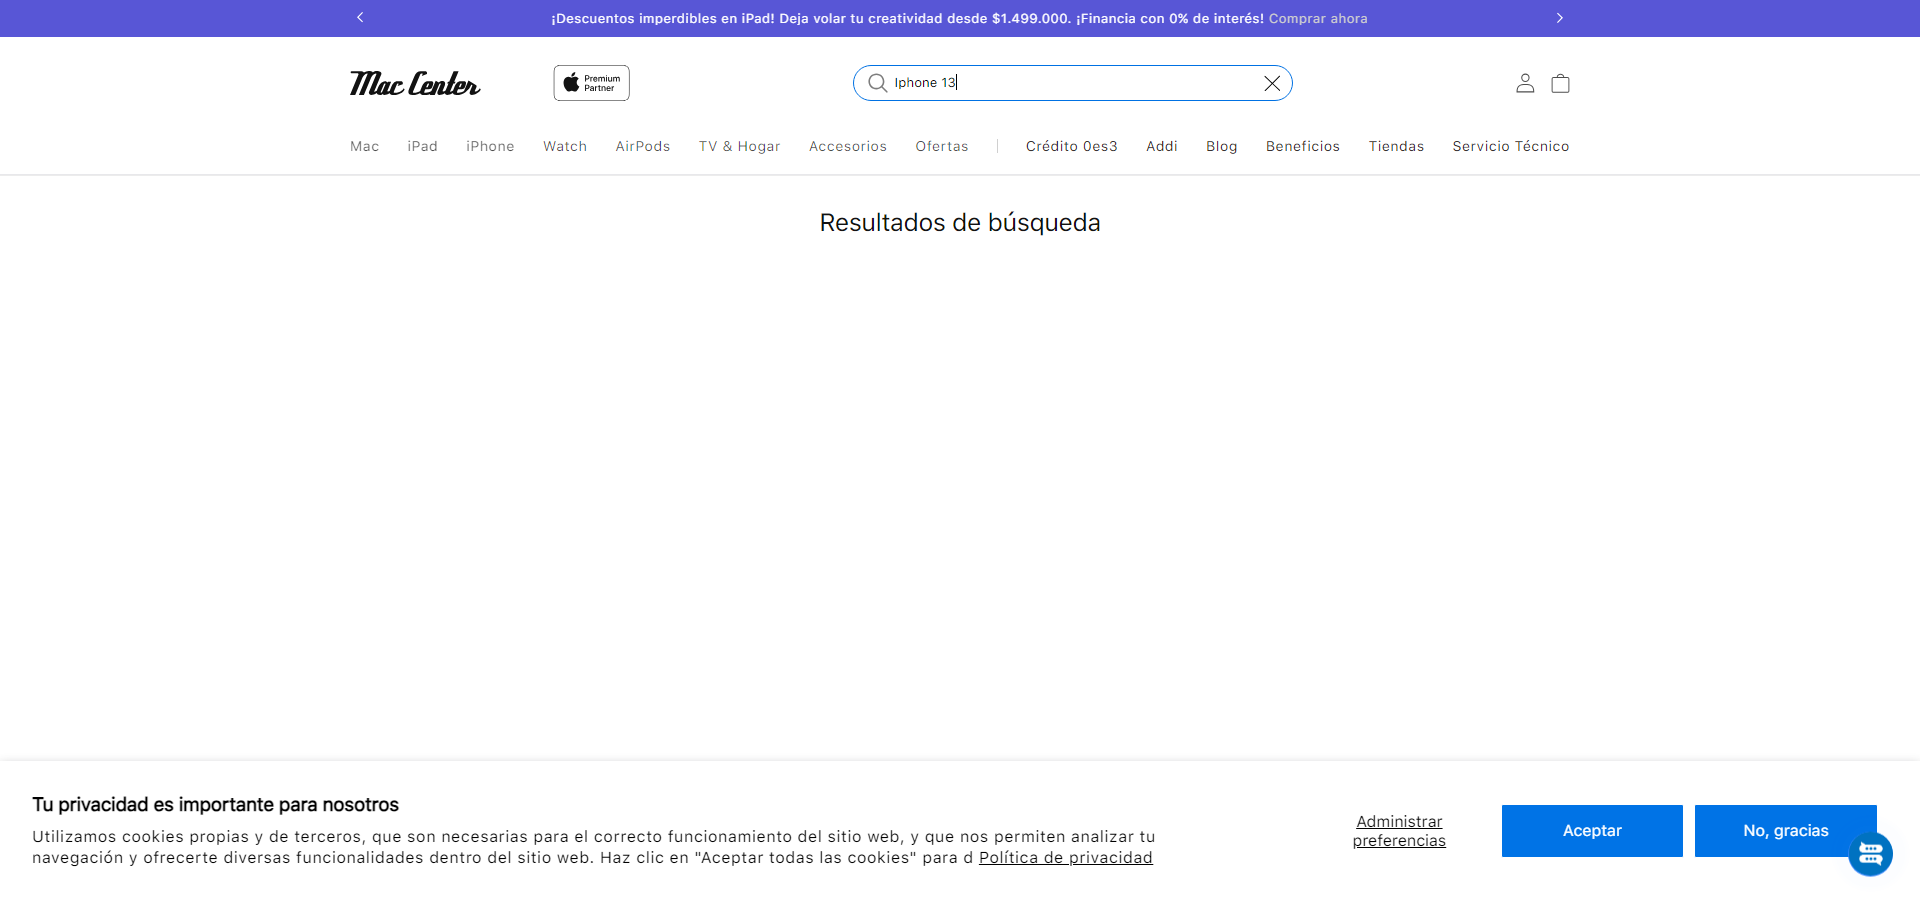 ¡Descuentos imperdibles en iPad! Deja volar tu creatividad desde $1.499.000. ¡Financia con 0% de interés! Comprar ahora
Mac Center
Premium
Partner
Iphone 13
Mac iPad iPhone Watch AirPods TV & Hogar Accesorios Ofertas Crédito 0es3 Addi Blog Beneficios Tiendas Servicio Técnico
Resultados de búsqueda
Tu privacidad es importante para nosotros
Utilizamos cookies propias y de terceros, que son necesarias para el correcto funcionamiento del sitio web, y que nos permiten analizar tu
navegación y ofrecerte diversas funcionalidades dentro del sitio web. Haz clic en "Aceptar todas las cookies" para d Política de privacidad
Administrar
preferencias
Aceptar
No, gracias